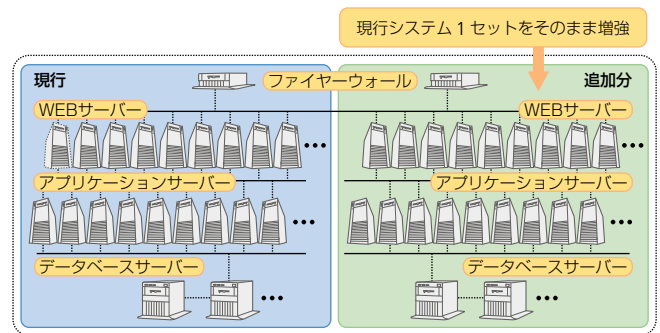 現行システム1セットをそのまま増強
現行
ファイヤーウォール
追加分
WEBサーバー
WEBサーバー
アプリケーションサーバー
アプリケーションサーバー
データベースサーバー
データベースサーバー